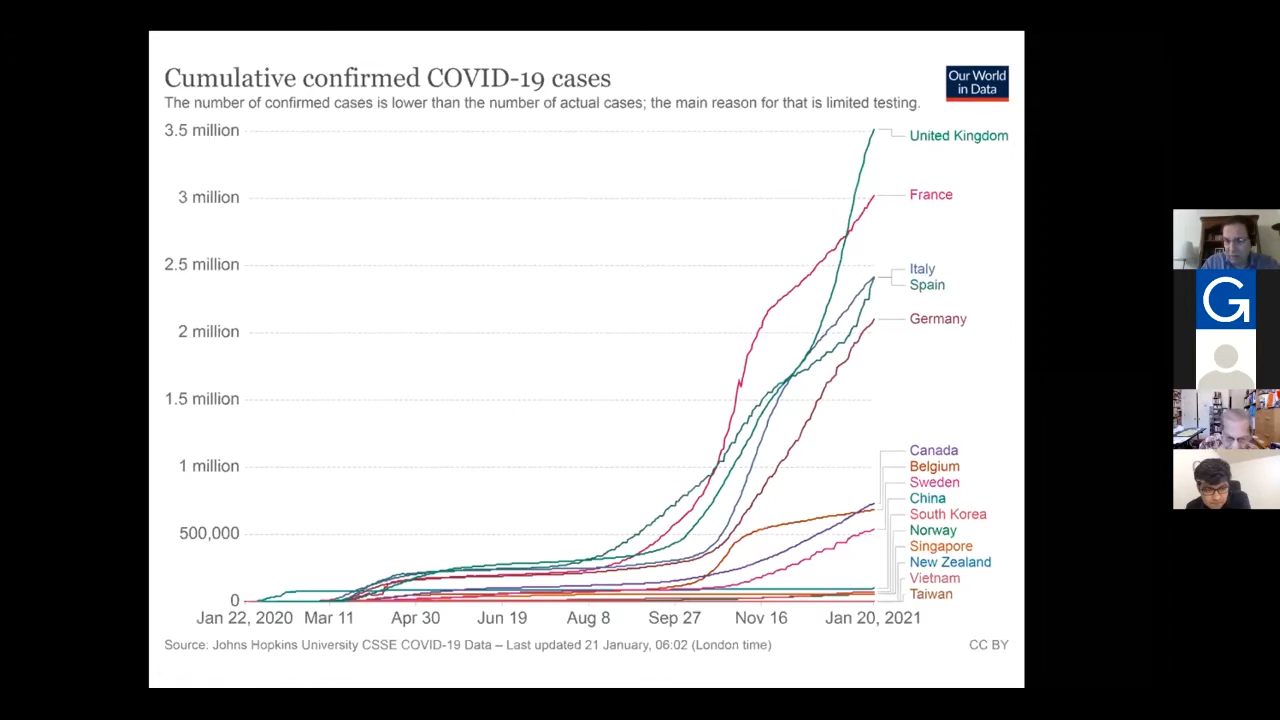 Cumulative confirmed COVID-19 cases
The number of confirmed cases is lower than the number of actual cases; the main reason for that is limited testing.
Our World
in Data
3.5 million
3 million
2.5 million
2 million
1.5 million
1 million
500,000
0
United Kingdom
France
Italy
Spain
Germany
Canada
Belgium
Sweden
China
South Korea
Norway
Singapore
New Zealand
Vietnam
Taiwan
Jan 22, 2020
Mar 11
Apr 30
Jun 19
Aug 8
Sep 27
Nov 16
Jan 20, 2021
Source: Johns Hopkins University CSSE COVID-19 Data – Last updated 21 January, 06:02 (London time)
CC BY
G